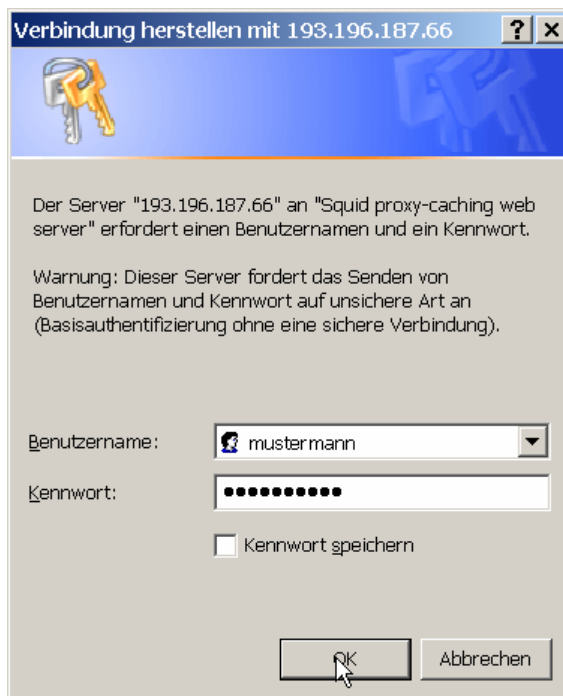 Verbindung herstellen mit 193.196.187.66
Der Server "193.196.187.66" an "Squid proxy-caching web
server" erfordert einen Benutzernamen und ein Kennwort.
Warnung: Dieser Server fordert das Senden von
Benutzernamen und Kennwort auf unsichere Art an
(Basisauthentifizierung ohne eine sichere Verbindung).
Benutzername: mustermann
Kennwort: ●●●●●●●●●●
Kennwort speichern
OK Abbrechen